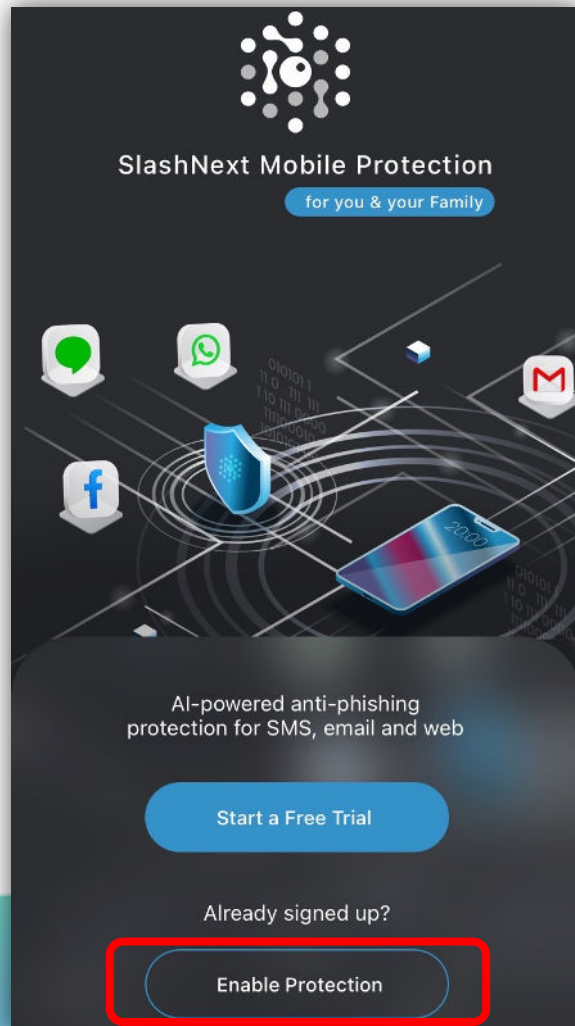 SlashNext Mobile Protection
for you & your Family
20:00
AI-powered anti-phishing
protection for SMS, email and web
Start a Free Trial
Already signed up?
Enable Protection